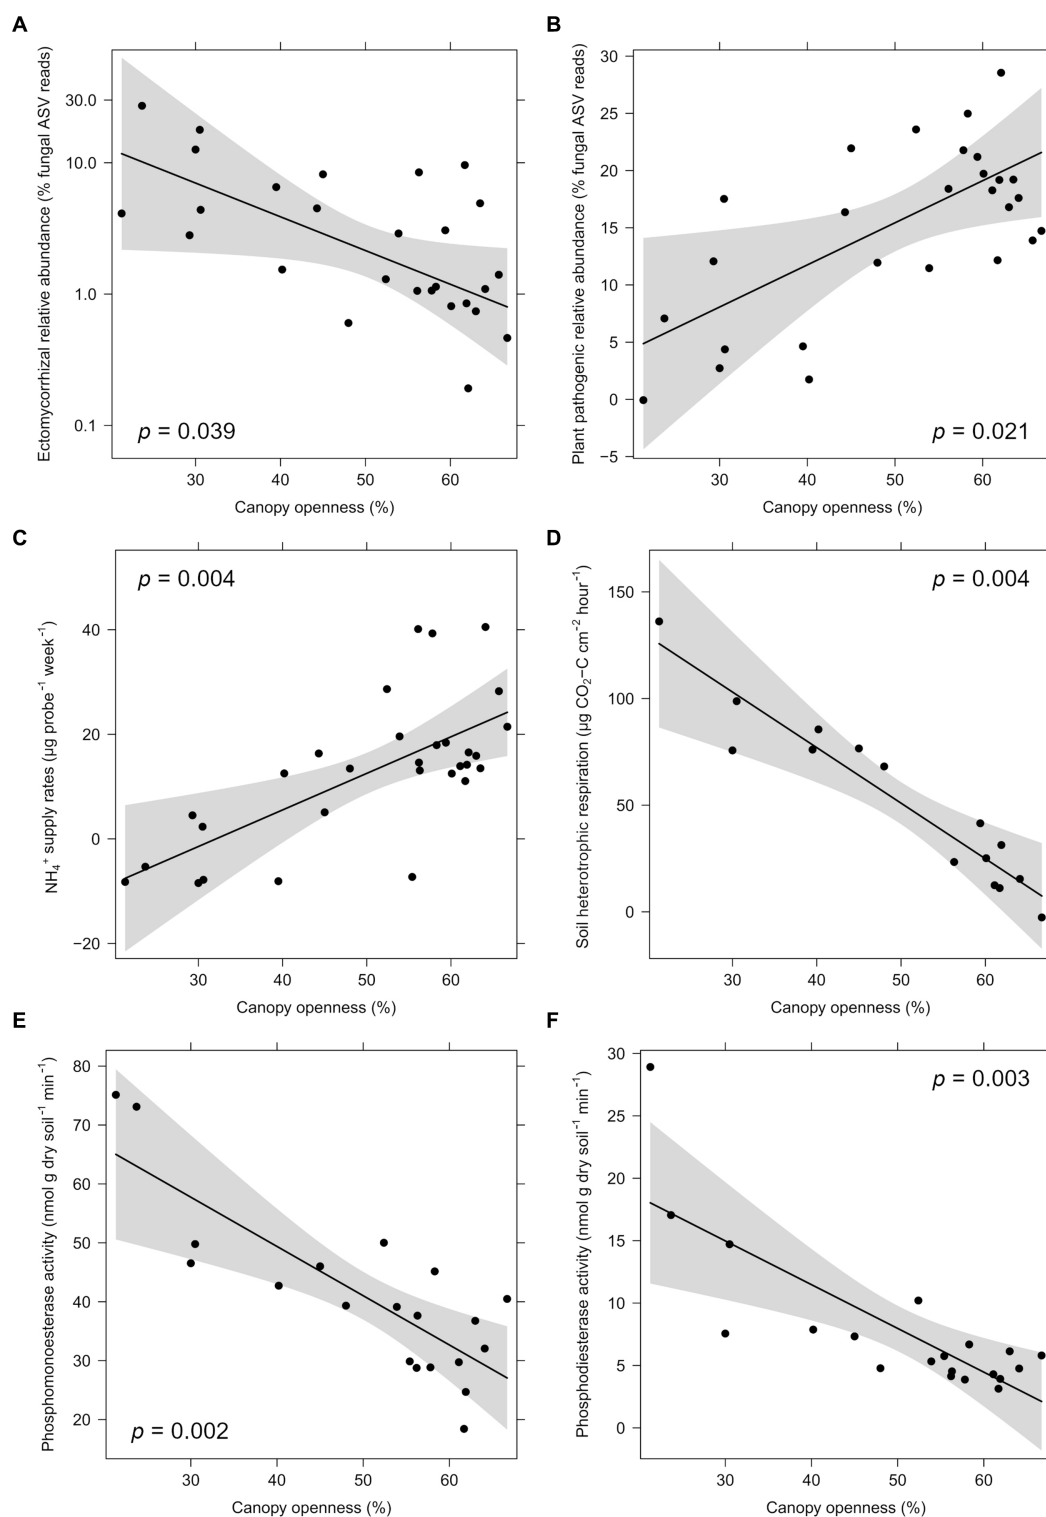 A
Ectomycorrhizal relative abundance (% fungal ASV reads)
30.0
10.0
1.0
0.1
p = 0.039
30 40 50 60
Canopy openness (%)
B
Plant pathogenic relative abundance (% fungal ASV reads)
30
25
20
15
10
5
0
−5
p = 0.021
30 40 50 60
Canopy openness (%)
C
NH₄⁺ supply rates (µg probe⁻¹ week⁻¹)
p = 0.004
40
20
0
−20
30 40 50 60
Canopy openness (%)
D
Soil heterotrophic respiration (µg CO₂−C cm⁻² hour⁻¹)
p = 0.004
150
100
50
0
30 40 50 60
Canopy openness (%)
E
Phosphomonoesterase activity (nmol g dry soil⁻¹ min⁻¹)
80
70
60
50
40
30
20
p = 0.002
30 40 50 60
Canopy openness (%)
F
Phosphodiesterase activity (nmol g dry soil⁻¹ min⁻¹)
p = 0.003
30
25
20
15
10
5
0
30 40 50 60
Canopy openness (%)